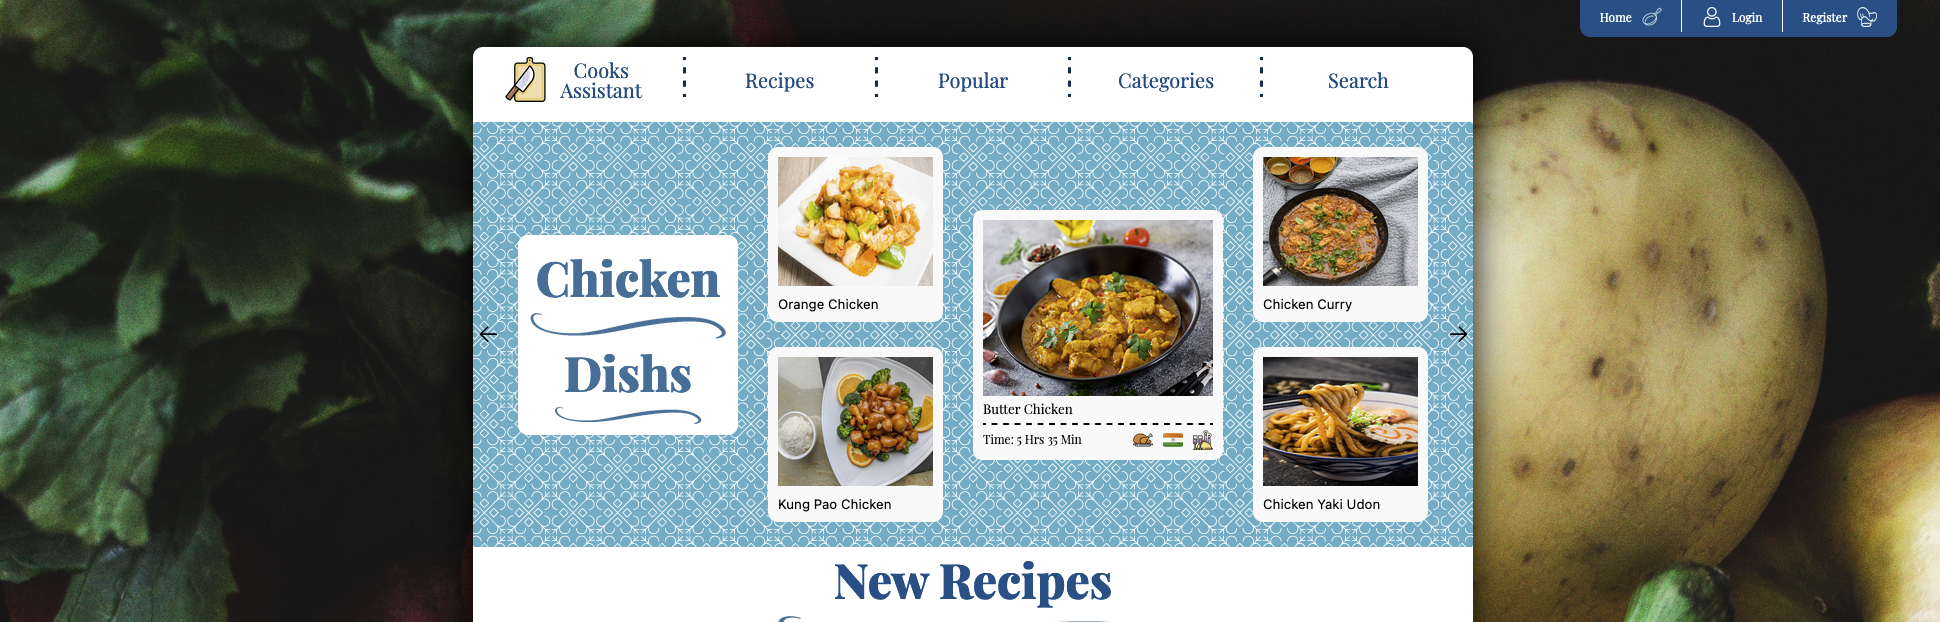 Home
Login
Register
Cooks
Assistant
Recipes
Popular
Categories
Search
Chicken
Dishs
Orange Chicken
Kung Pao Chicken
Butter Chicken
Time: 5 Hrs 35 Min
Chicken Curry
Chicken Yaki Udon
New Recipes